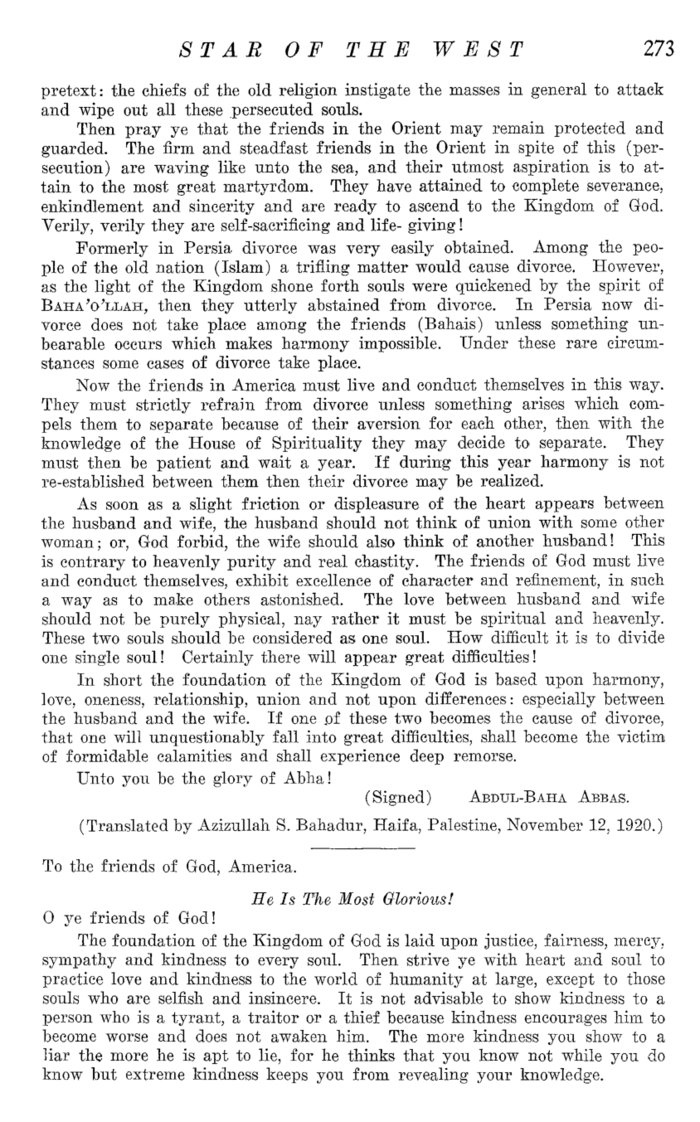 STAR OF THE WEST 273
pretext: the chiefs of the old religion instigate the masses in general to attack
and wipe out all these persecuted souls.
Then pray ye that the friends in the Orient may remain protected and
guarded. The firm and steadfast friends in the Orient in spite of this (per-
secution) are waving like unto the sea, and their utmost aspiration is to at-
tain to the most great martyrdom. They have attained to complete severance,
enkindlement and sincerity and are ready to ascend to the Kingdom of God.
Verily, verily they are self-sacrificing and life- giving!
Formerly in Persia divorce was very easily obtained. Among the peo-
ple of the old nation (Islam) a trifling matter would cause divorce. However,
as the light of the Kingdom shone forth souls were quickened by the spirit of
BAHA'O'LLAH, then they utterly abstained from divorce. In Persia now di-
vorce does not take place among the friends (Bahais) unless something un-
bearable occurs which makes harmony impossible. Under these rare circum-
stances some cases of divorce take place.
Now the friends in America must live and conduct themselves in this way.
They must strictly refrain from divorce unless something arises which com-
pels them to separate because of their aversion for each other, then with the
knowledge of the House of Spirituality they may decide to separate. They
must then be patient and wait a year. If during this year harmony is not
re-established between them then their divorce may be realized.
As soon as a slight friction or displeasure of the heart appears between
the husband and wife, the husband should not think of union with some other
woman; or, God forbid, the wife should also think of another husband! This
is contrary to heavenly purity and real chastity. The friends of God must live
and conduct themselves, exhibit excellence of character and refinement, in such
a way as to make others astonished. The love between husband and wife
should not be purely physical, nay rather it must be spiritual and heavenly.
These two souls should be considered as one soul. How difficult it is to divide
one single soul! Certainly there will appear great difficulties!
In short the foundation of the Kingdom of God is based upon harmony,
love, oneness, relationship, union and not upon differences: especially between
the husband and the wife. If one of these two becomes the cause of divorce,
that one will unquestionably fall into great difficulties, shall become the victim
of formidable calamities and shall experience deep remorse.
Unto you be the glory of Abha!
(Signed) ABDUL-BAHA ABBAS.
(Translated by Azizullah S. Bahadur, Haifa, Palestine, November 12, 1920.)
To the friends of God, America.
He Is The Most Glorious!
O ye friends of God!
The foundation of the Kingdom of God is laid upon justice, fairness, mercy,
sympathy and kindness to every soul. Then strive ye with heart and soul to
practice love and kindness to the world of humanity at large, except to those
souls who are selfish and insincere. It is not advisable to show kindness to a
person who is a tyrant, a traitor or a thief because kindness encourages him to
become worse and does not awaken him. The more kindness you show to a
liar the more he is apt to lie, for he thinks that you know not while you do
know but extreme kindness keeps you from revealing your knowledge.